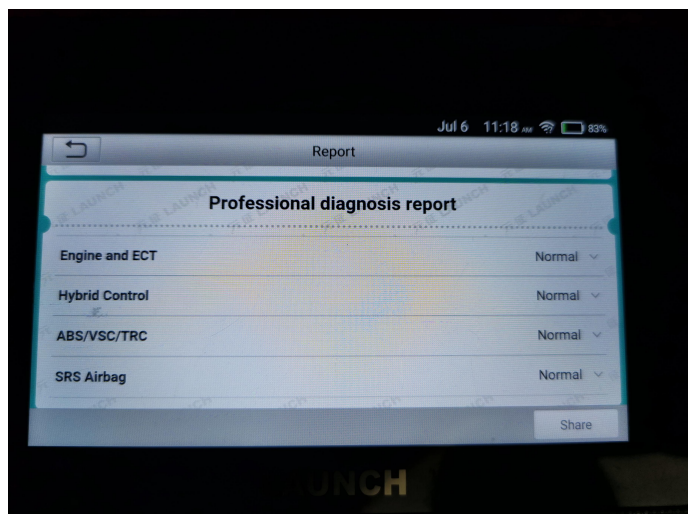 Jul 6 11:18 AM 83%
Report
Professional diagnosis report
Engine and ECT Normal
Hybrid Control Normal
ABS/VSC/TRC Normal
SRS Airbag Normal
Share
LAUNCH